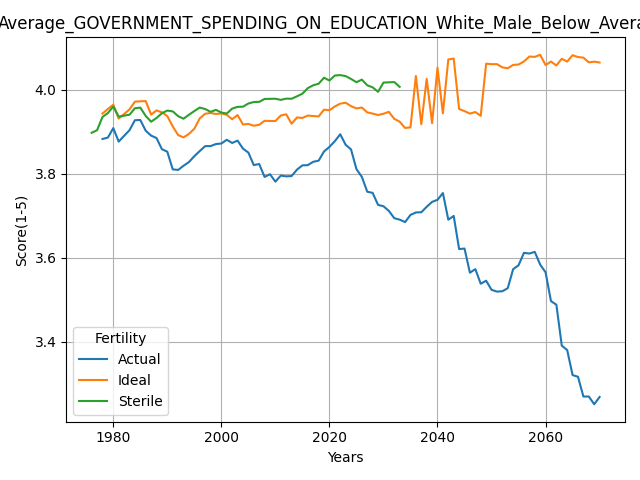 Average_GOVERNMENT_SPENDING_ON_EDUCATION_White_Male_Below_Avera
Score(1-5)
4.0
3.8
3.6
3.4
Fertility
Actual
Ideal
Sterile
1980 2000 2020 2040 2060
Years